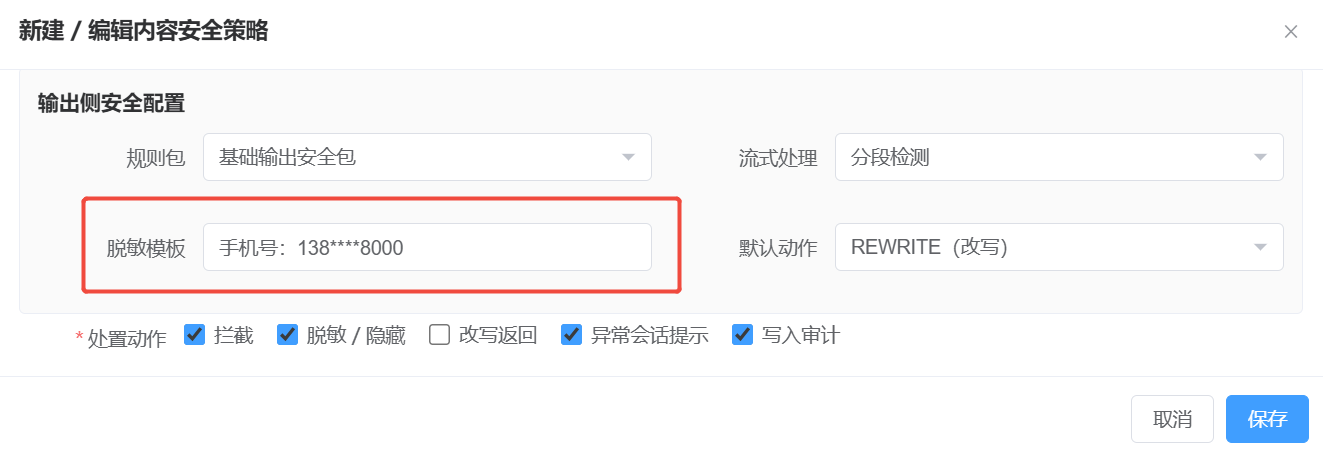 新建 / 编辑内容安全策略
输出侧安全配置
规则包 基础输出安全包 流式处理 分段检测
脱敏模板 手机号：138****8000 默认动作 REWRITE（改写）
* 处置动作 拦截 脱敏 / 隐藏 改写返回 异常会话提示 写入审计
取消 保存